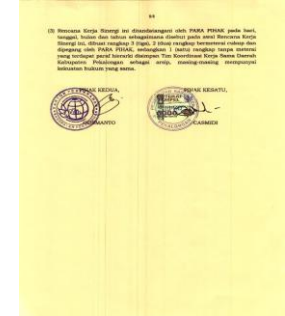 44
(3) Rencana Kerja Sinergi ini ditandatangani oleh PARA PIHAK pada hari,
tanggal, bulan dan tahun sebagaimana disebut pada awal Rencana Kerja
Sinergi ini, dibuat rangkap 3 (tiga), 2 (dua) rangkap bermeterai cukup dan
dipegang oleh PARA PIHAK, sedangkan 1 (satu) rangkap tanpa meterai
yang terdapat paraf hierarki disimpan Tim Koordinasi Kerja Sama Daerah
Kabupaten Pekalongan sebagai arsip, masing-masing mempunyai
kekuatan hukum yang sama.
PIHAK KEDUA,
PIHAK KESATU,
CASMIDI